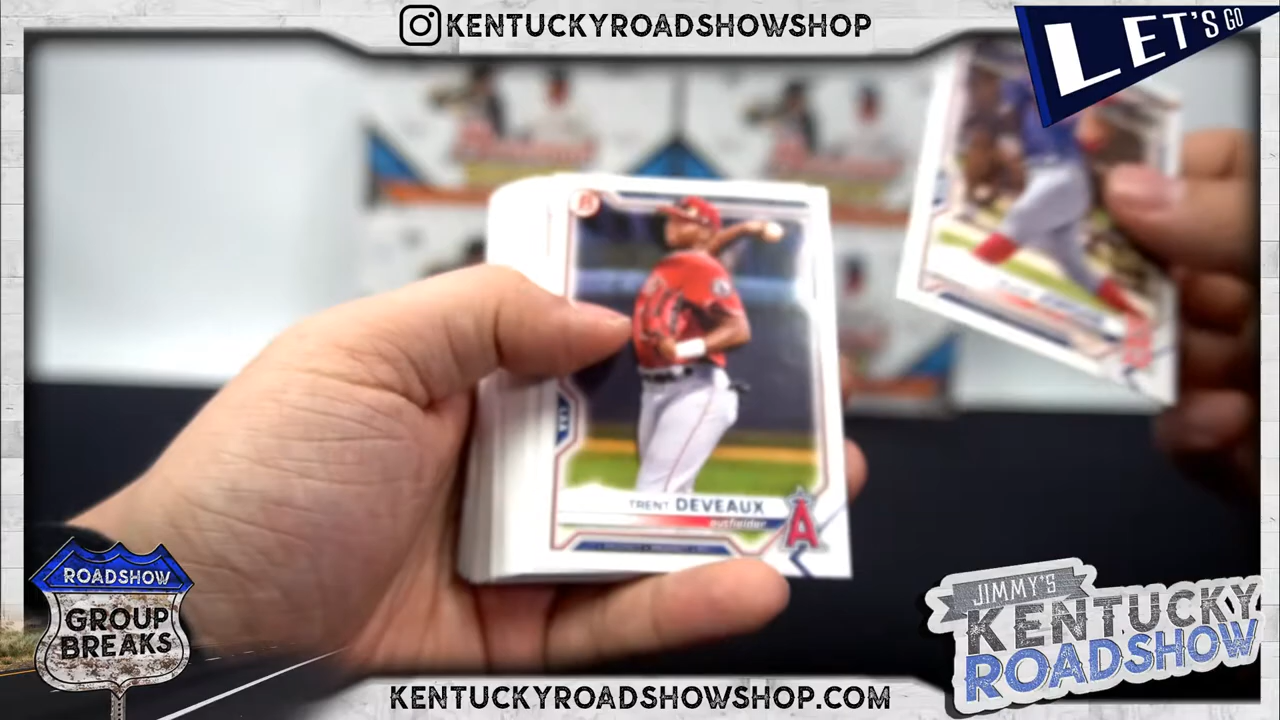 KENTUCKYROADSHOWSHOP
LET'S GO
TRENT DEVEAUX
outfielder
A
ROADSHOW
GROUP
BREAKS
JIMMY'S
KENTUCKY
ROADSHOW
KENTUCKYROADSHOWSHOP.COM